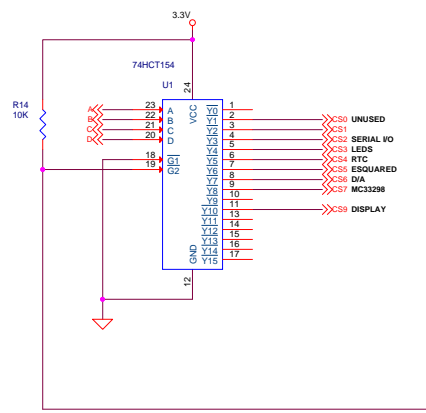 3.3V
74HCT154
U1
R14
10K
24
VCC
A 23 A Y0 1
B 22 B Y1 2 CS0 UNUSED
C 21 C Y2 3 CS1
D 20 D Y3 4 CS2 SERIAL I/O
Y4 5 CS3 LEDS
18 G1 Y5 6 CS4 RTC
19 G2 Y6 7 CS5 ESQUARED
Y7 8 CS6 D/A
Y8 9 CS7 MC33298
Y9 10
Y10 11 CS9 DISPLAY
Y11 13
Y12 14
Y13 15
Y14 16
Y15 17
GND
12